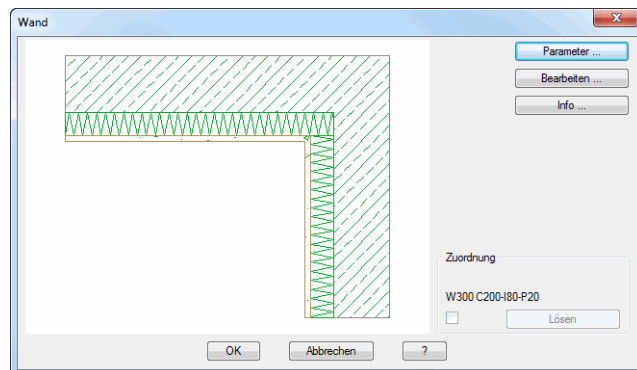 Wand
Parameter ...
Bearbeiten ...
Info ...
Zuordnung
W300 C200-I80-P20
Lösen
OK
Abbrechen
?